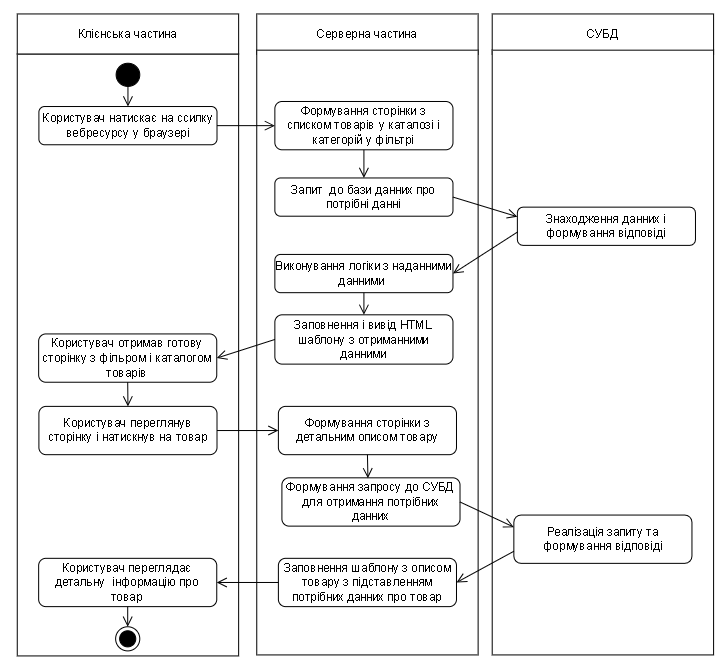 Клієнська частина
Серверна частина
СУБД
Користувач натискає на ссилку
вебресурсу у браузері
Формування сторінки з
списком товарів у каталозі і
категорій у фільтрі
Запит до бази данних про
потрібні данні
Знаходження данних і
формування відповіді
Виконування логіки з наданними
данними
Заповнення і вивід HTML
шаблону з отриманними
данними
Користувач отримав готову
сторінку з фільром і каталогом
товарів
Користувач переглянув
сторінку і натискнув на товар
Формування сторінки з
детальним описом товару
Формування запросу до СУБД
для отримання потрібних
данних
Реалізація запиту та
формування відповіді
Заповнення шаблону з описом
товару з підставленням
потрібних данних про товар
Користувач переглядає
детальну інформацію про
товар